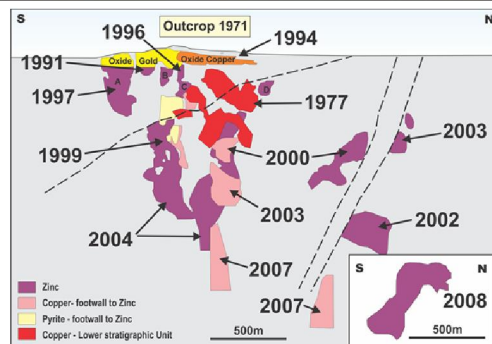 S
Outcrop 1971
N
1996
1994
Oxide
Gold
Oxide Copper
1991
A
B
C
D
1997
1977
1999
2000
2003
2003
2004
2002
2007
2007
Zinc
Copper- footwall to Zinc
Pyrite - footwall to Zinc
Copper - Lower stratigraphic Unit
500m
S
N
2008
500m